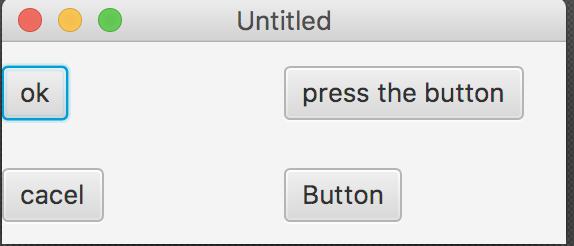 Untitled
ok press the button
cacel Button